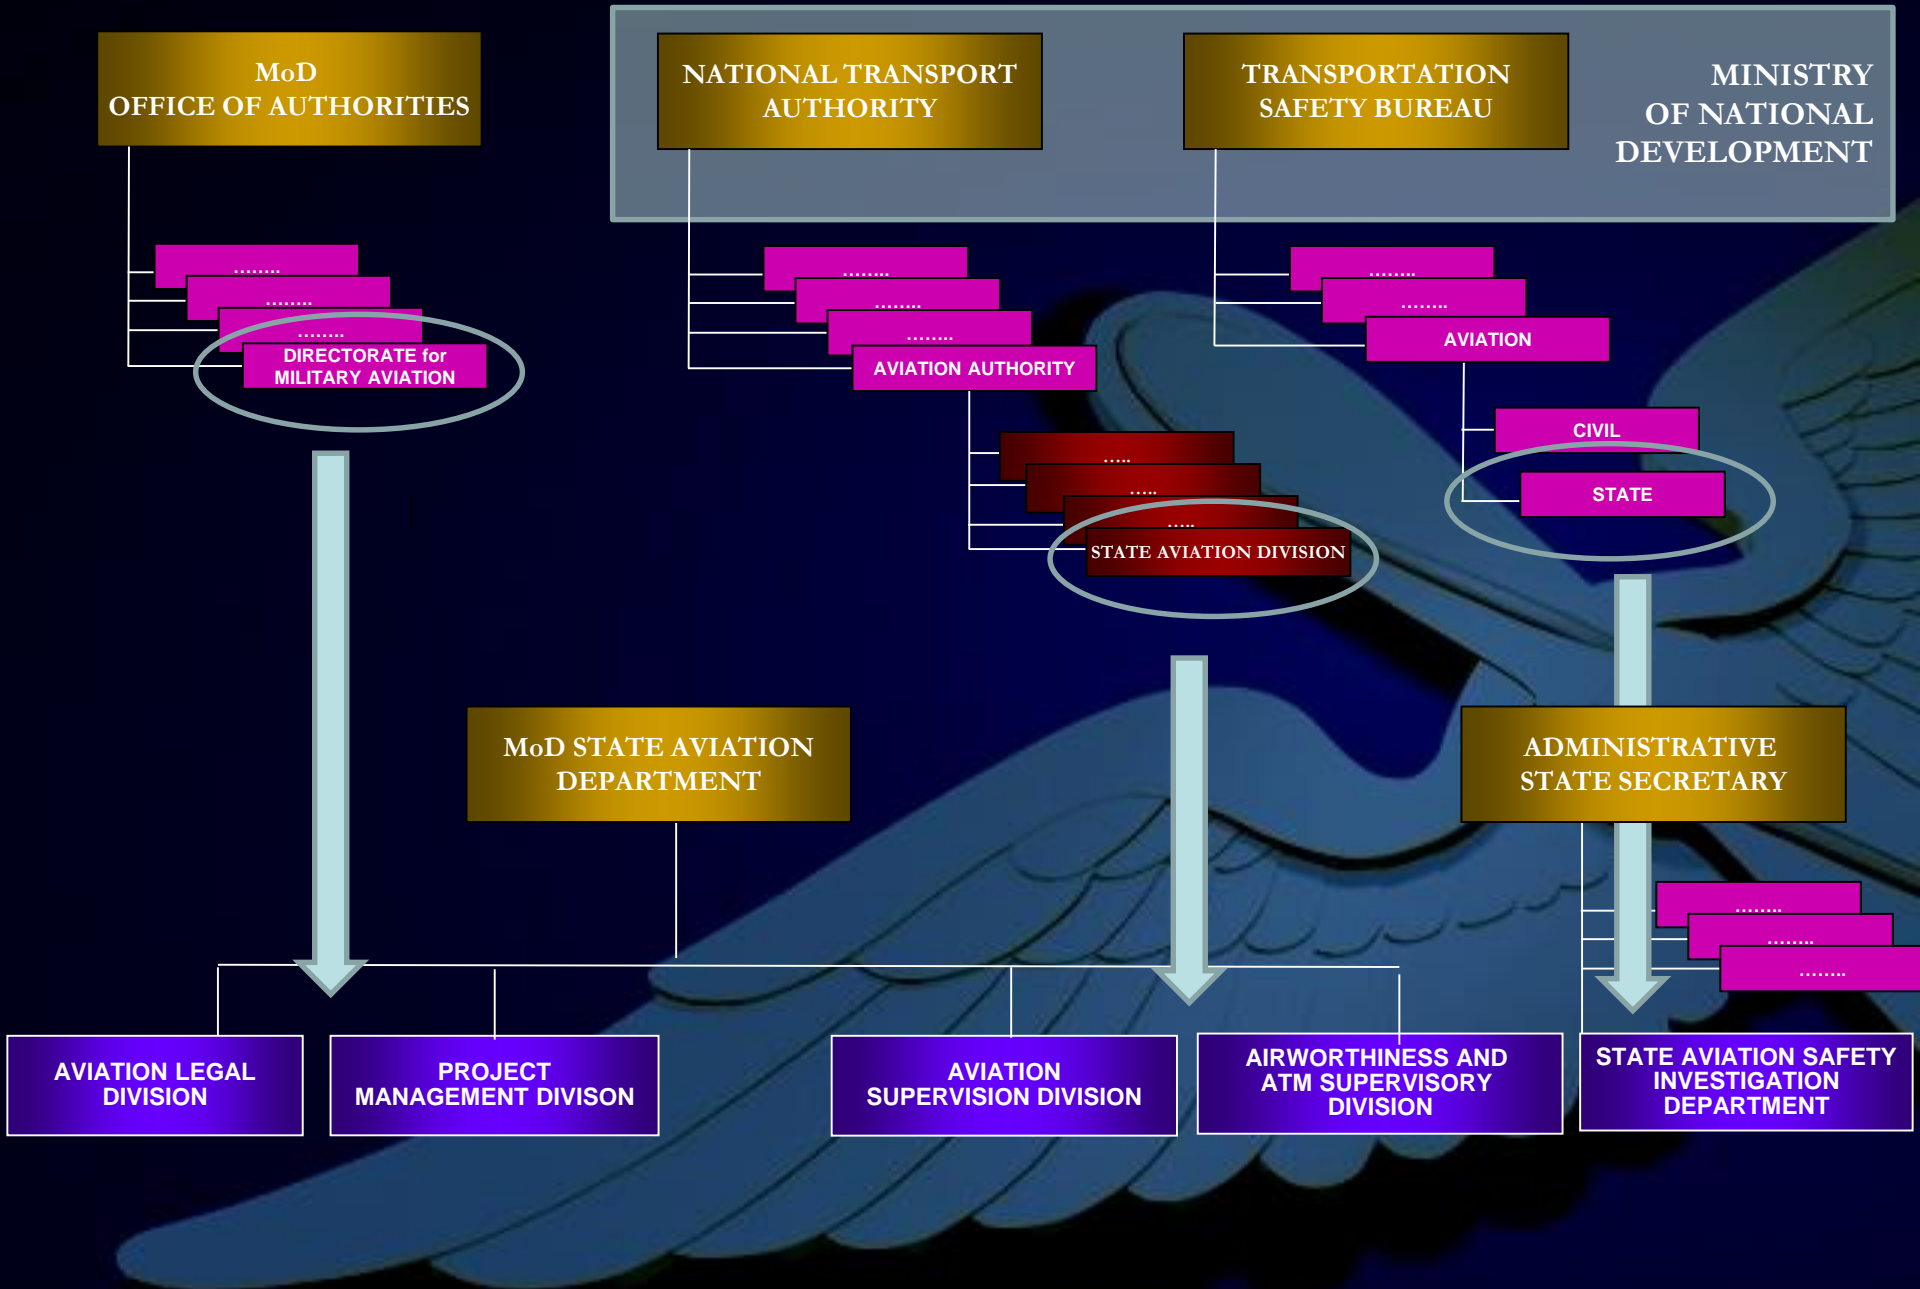 MoD
OFFICE OF AUTHORITIES
NATIONAL TRANSPORT
AUTHORITY
TRANSPORTATION
SAFETY BUREAU
MINISTRY
OF NATIONAL
DEVELOPMENT
........
........
........
DIRECTORATE for
MILITARY AVIATION
........
........
........
AVIATION AUTHORITY
.....
.....
.....
STATE AVIATION DIVISION
........
........
AVIATION
CIVIL
STATE
MoD STATE AVIATION
DEPARTMENT
ADMINISTRATIVE
STATE SECRETARY
........
........
........
AVIATION LEGAL
DIVISION
PROJECT
MANAGEMENT DIVISON
AVIATION
SUPERVISION DIVISION
AIRWORTHINESS AND
ATM SUPERVISORY
DIVISION
STATE AVIATION SAFETY
INVESTIGATION
DEPARTMENT